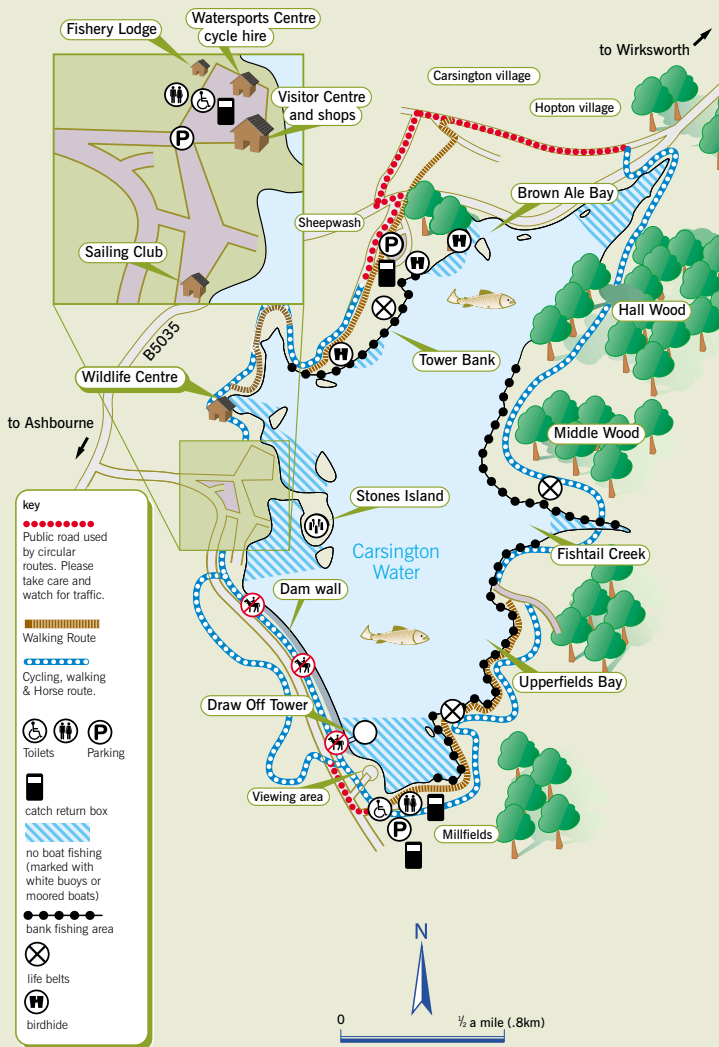 Fishery Lodge
Watersports Centre
cycle hire
Visitor Centre
and shops
P
Sailing Club
to Wirksworth
Carsington village
Hopton village
Brown Ale Bay
Sheepwash
P
Hall Wood
Tower Bank
B5035
Wildlife Centre
to Ashbourne
Middle Wood
Stones Island
Carsington
Water
Fishtail Creek
Dam wall
Upperfields Bay
Draw Off Tower
Viewing area
P
Millfields
key
Public road used
by circular
routes. Please
take care and
watch for traffic.
Walking Route
Cycling, walking
& Horse route.
P
Toilets
Parking
catch return box
no boat fishing
(marked with
white buoys or
moored boats)
bank fishing area
life belts
birdhide
N
0
½ a mile (.8km)